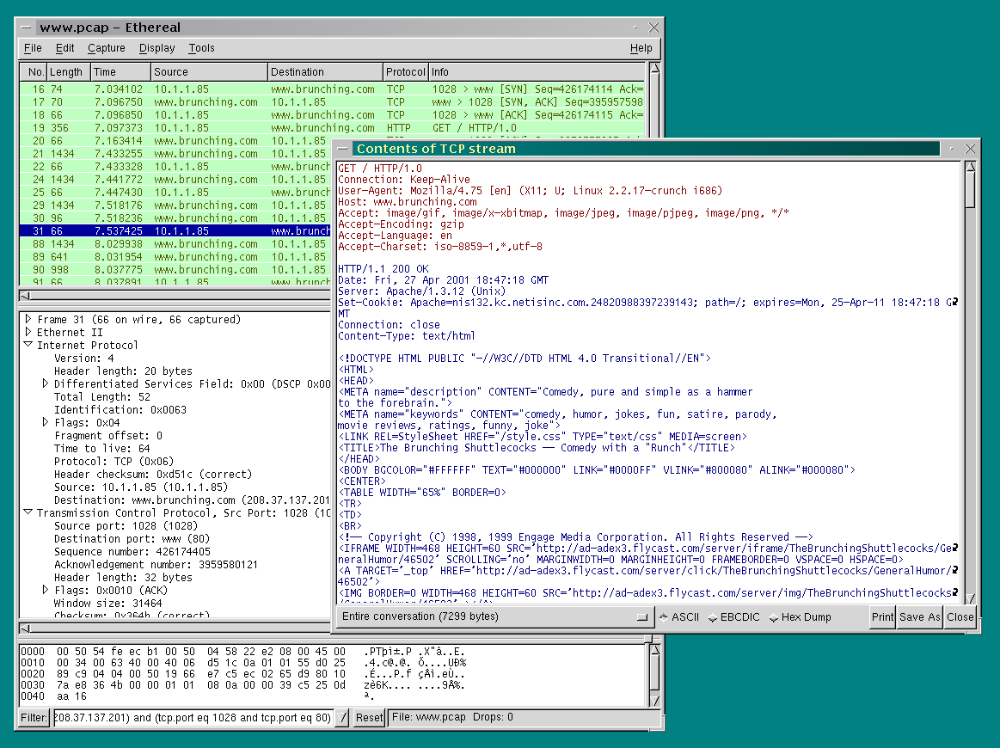 www.pcap - Ethereal
File Edit Capture Display Tools Help
No. Length Time Source Destination Protocol Info
16 74 7.034102 10.1.1.85 www.brunching.com TCP 1028 > www [SYN] Seq=426174114 Ack=
17 70 7.096750 www.brunching.com 10.1.1.85 TCP www > 1028 [SYN, ACK] Seq=395957598
18 66 7.096850 10.1.1.85 www.brunching.com TCP 1028 > www [ACK] Seq=426174115 Ack=
19 356 7.097373 10.1.1.85 www.brunching.com HTTP GET / HTTP/1.0
20 66 7.163414 www.brunching.com 10.1.1.85
21 1434 7.433255 www.brunching.com 10.1.1.85
22 66 7.433328 10.1.1.85 www.brunch
24 1434 7.441772 www.brunching.com 10.1.1.85
25 66 7.447430 10.1.1.85 www.brunch
29 1434 7.518176 www.brunching.com 10.1.1.85
30 96 7.518236 www.brunching.com 10.1.1.85
31 66 7.537425 10.1.1.85 www.brunch
88 1434 8.029938 www.brunching.com 10.1.1.85
89 641 8.031954 www.brunching.com 10.1.1.85
90 998 8.037775 www.brunching.com 10.1.1.85
91 66 8.037891 10.1.1.85 www.brunch
Frame 31 (66 on wire, 66 captured)
Ethernet II
Internet Protocol
Version: 4
Header length: 20 bytes
Differentiated Services Field: 0x00 (DSCP 0x00
Total Length: 52
Identification: 0x0063
Flags: 0x04
Fragment offset: 0
Time to live: 64
Protocol: TCP (0x06)
Header checksum: 0xd51c (correct)
Source: 10.1.1.85 (10.1.1.85)
Destination: www.brunching.com (208.37.137.201
Transmission Control Protocol, Src Port: 1028 (10
Source port: 1028 (1028)
Destination port: www (80)
Sequence number: 426174405
Acknowledgement number: 3959580121
Header length: 32 bytes
Flags: 0x0010 (ACK)
Window size: 31464
Checksum: 0x364b (correct)
0000 00 50 54 fe ec b1 00 50 04 58 22 e2 08 00 45 00 .PTþì±.P .X"â..E.
0010 00 34 00 63 40 00 40 06 d5 1c 0a 01 01 55 d0 25 .4.c@.@. Õ....UÐ%
0020 89 c9 04 04 00 50 19 66 e7 c5 ec 02 65 d9 80 10 .É...P.f çÅì.eÙ..
0030 7a e8 36 4b 00 00 01 01 08 0a 00 00 39 c5 25 0d zè6K.... ....9Å%.
0040 aa 16 ª.
Filter: 208.37.137.201) and (tcp.port eq 1028 and tcp.port eq 80) Reset File: www.pcap Drops: 0
Contents of TCP stream
GET / HTTP/1.0
Connection: Keep-Alive
User-Agent: Mozilla/4.75 [en] (X11; U; Linux 2.2.17-crunch i686)
Host: www.brunching.com
Accept: image/gif, image/x-xbitmap, image/jpeg, image/pjpeg, image/png, */*
Accept-Encoding: gzip
Accept-Language: en
Accept-Charset: iso-8859-1,*,utf-8
HTTP/1.1 200 OK
Date: Fri, 27 Apr 2001 18:47:18 GMT
Server: Apache/1.3.12 (Unix)
Set-Cookie: Apache=nis132.kc.netisinc.com.24820988397239143; path=/; expires=Mon, 25-Apr-11 18:47:18 G
MT
Connection: close
Content-Type: text/html
<!DOCTYPE HTML PUBLIC "-//W3C//DTD HTML 4.0 Transitional//EN">
<HTML>
<HEAD>
<META name="description" CONTENT="Comedy, pure and simple as a hammer
to the forebrain.">
<META name="keywords" CONTENT="comedy, humor, jokes, fun, satire, parody,
movie reviews, ratings, funny, joke">
<LINK REL=StyleSheet HREF="/style.css" TYPE="text/css" MEDIA=screen>
<TITLE>The Brunching Shuttlecocks -- Comedy with a "Runch"</TITLE>
</HEAD>
<BODY BGCOLOR="#FFFFFF" TEXT="#000000" LINK="#0000FF" VLINK="#800080" ALINK="#000080">
<CENTER>
<TABLE WIDTH="65%" BORDER=0>
<TR>
<TD>
<BR>
<!-- Copyright (C) 1998, 1999 Engage Media Corporation. All Rights Reserved -->
<IFRAME WIDTH=468 HEIGHT=60 SRC='http://ad-adex3.flycast.com/server/iframe/TheBrunchingShuttlecocks/Ge
neralHumor/46502' SCROLLING='no' MARGINWIDTH=0 MARGINHEIGHT=0 FRAMEBORDER=0 VSPACE=0 HSPACE=0>
<A TARGET='_top' HREF='http://ad-adex3.flycast.com/server/click/TheBrunchingShuttlecocks/GeneralHumor/
46502'>
<IMG BORDER=0 WIDTH=468 HEIGHT=60 SRC='http://ad-adex3.flycast.com/server/img/TheBrunchingShuttlecocks
Entire conversation (7299 bytes) ASCII EBCDIC Hex Dump Print Save As Close